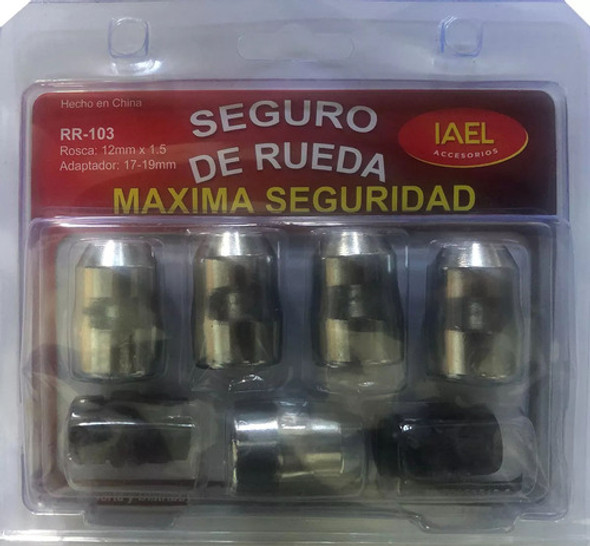 Hecho en China
RR-103
Rosca: 12mm x 1.5
Adaptador: 17-19mm
SEGURO
DE RUEDA
MAXIMA SEGURIDAD
IAEL
ACCESORIOS